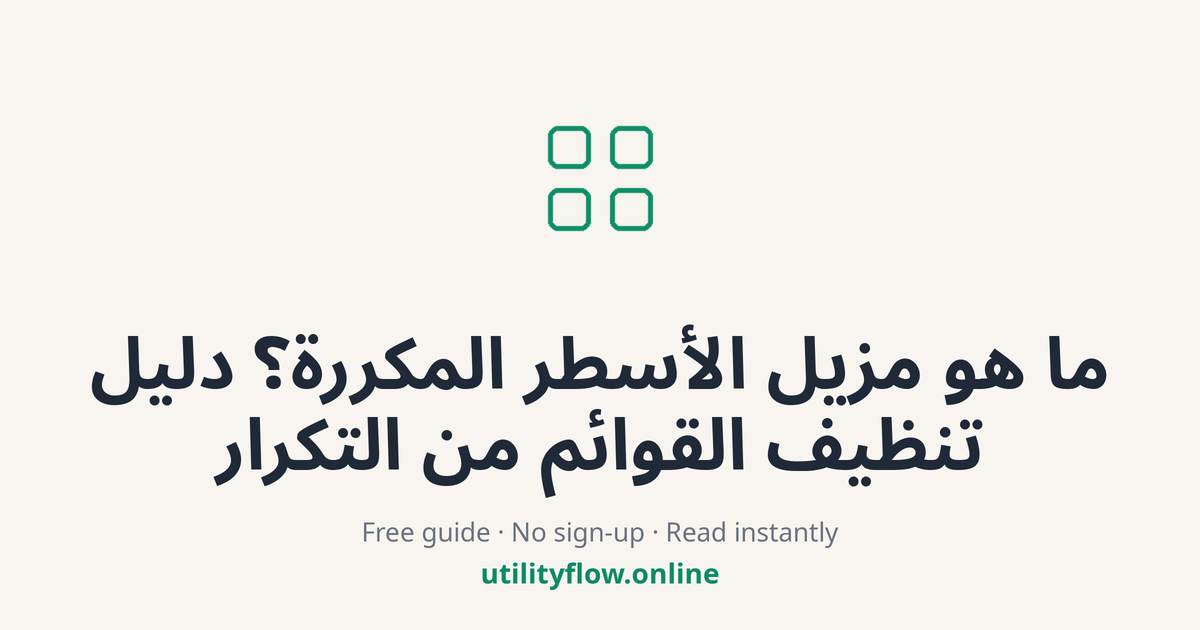 ما هو مزيل الأسطر المكررة؟ دليل
تنظيف القوائم من التكرار
Free guide · No sign-up · Read instantly
utilityflow.online